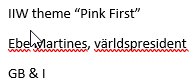 IIW theme “Pink First”
Ebe Martines, världspresident
GB & I